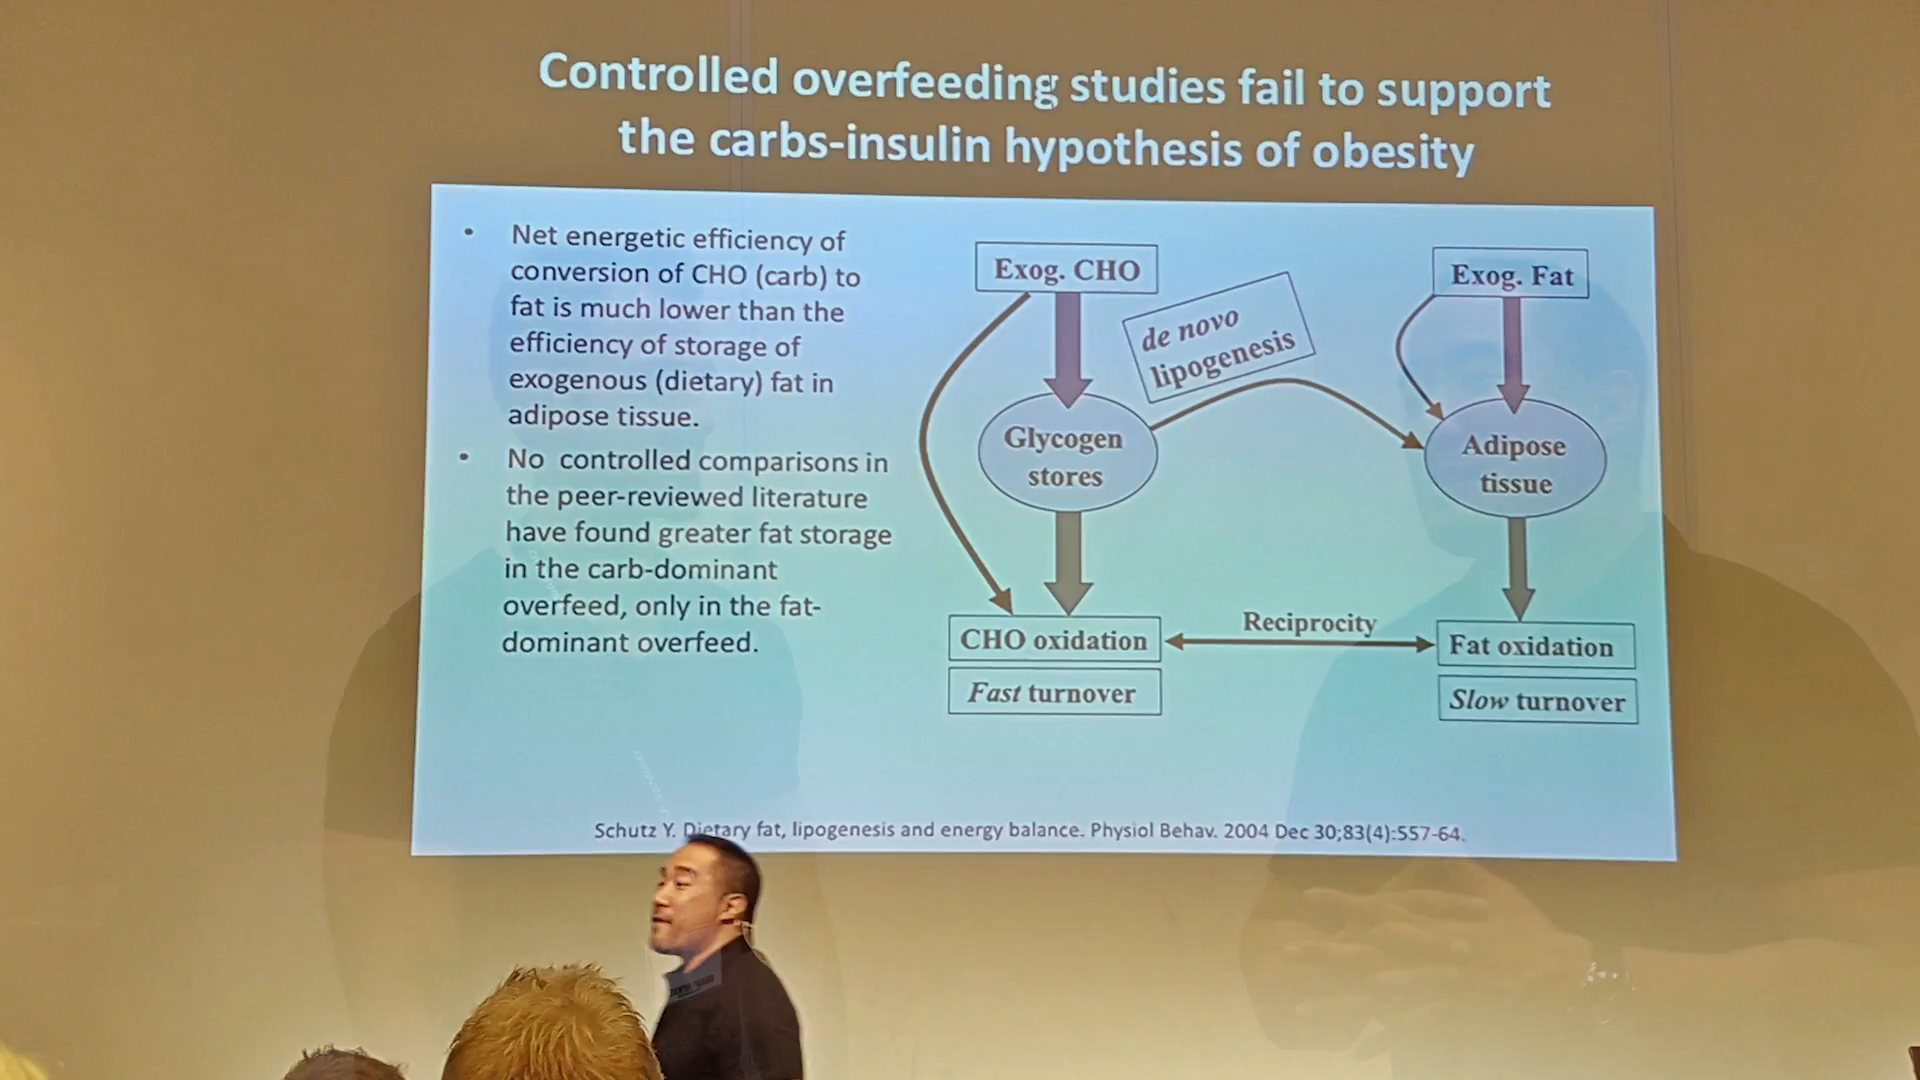 Controlled overfeeding studies fail to support
the carbs-insulin hypothesis of obesity
• Net energetic efficiency of
conversion of CHO (carb) to
fat is much lower than the
efficiency of storage of
exogenous (dietary) fat in
adipose tissue.
• No controlled comparisons in
the peer-reviewed literature
have found greater fat storage
in the carb-dominant
overfeed, only in the fat-
dominant overfeed.
Exog. CHO
de novo
lipogenesis
Exog. Fat
Glycogen
stores
Adipose
tissue
CHO oxidation
Reciprocity
Fat oxidation
Fast turnover
Slow turnover
Schutz Y. Dietary fat, lipogenesis and energy balance. Physiol Behav. 2004 Dec 30;83(4):557-64.